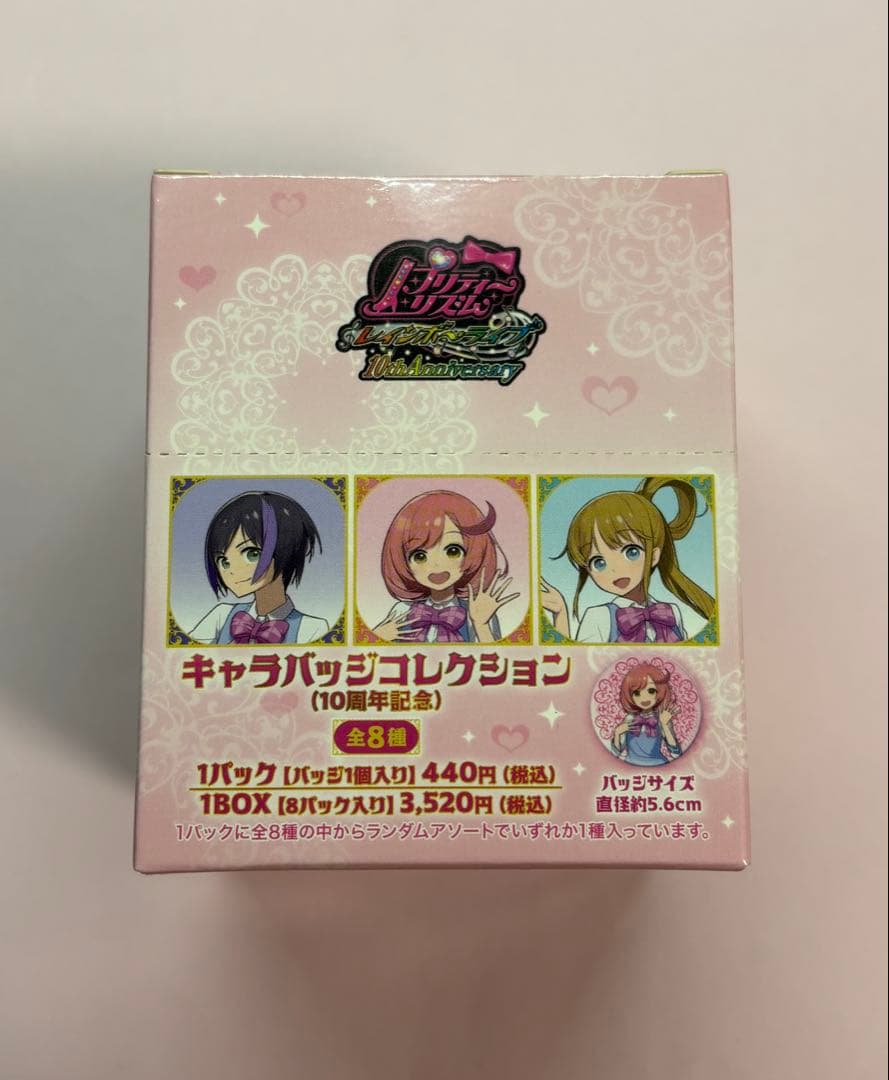 プリティー
リズム
レインボーライブ
10th Anniversary
キャラバッジコレクション
(10周年記念)
全8種
1パック【バッジ1個入り】440円(税込)
1BOX【8パック入り】3,520円(税込)
バッジサイズ
直径約5.6cm
1パックに全8種の中からランダムアソートでいずれか1種入っています。